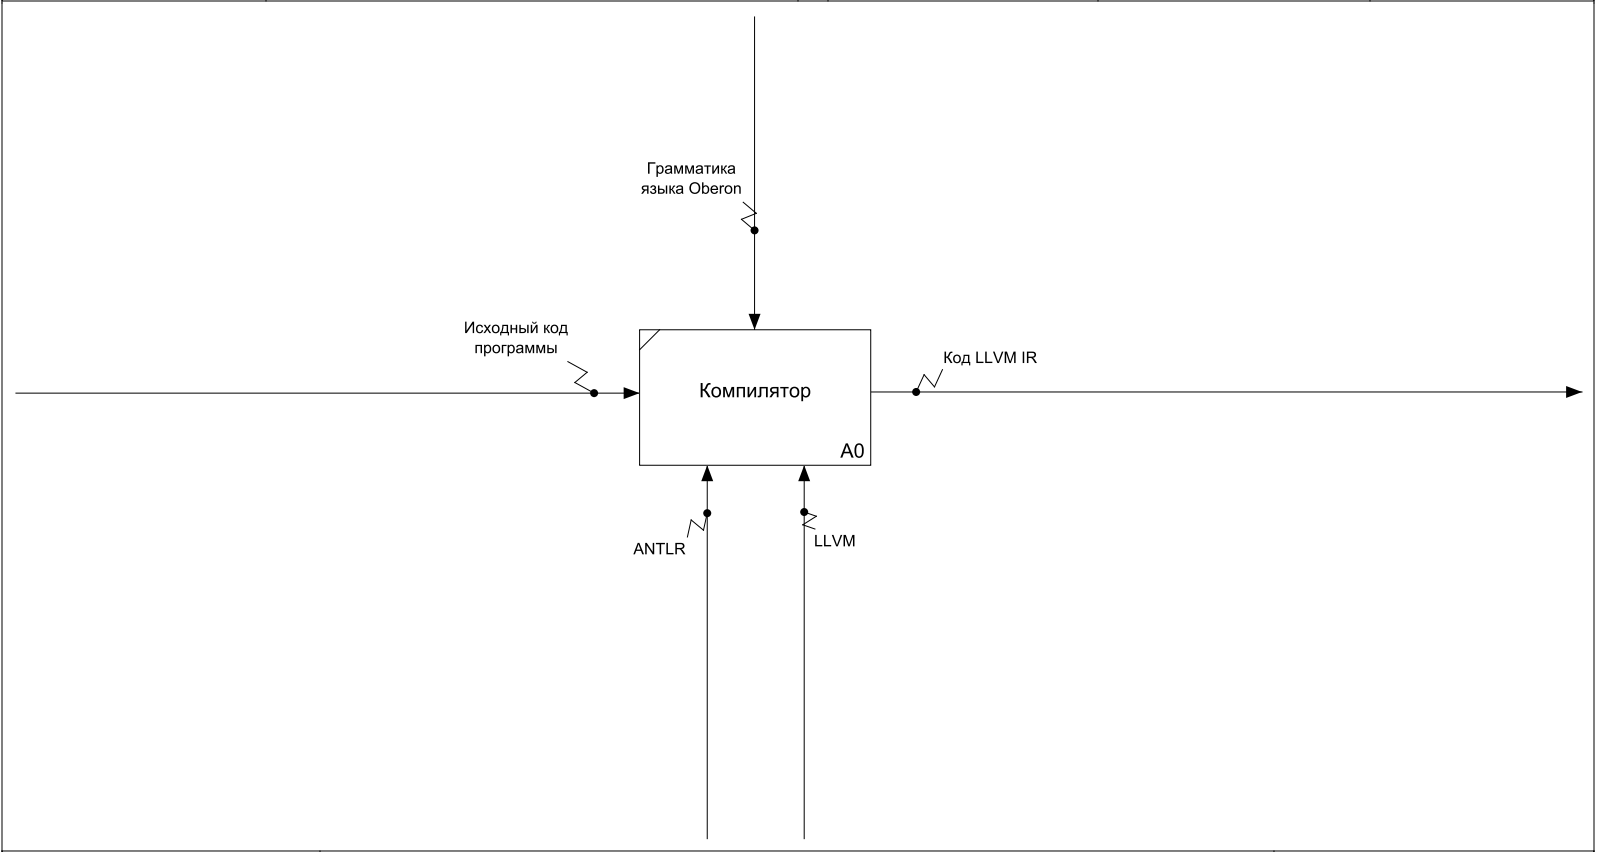 Грамматика
языка Oberon
Исходный код
программы
Код LLVM IR
Компилятор
A0
ANTLR
LLVM